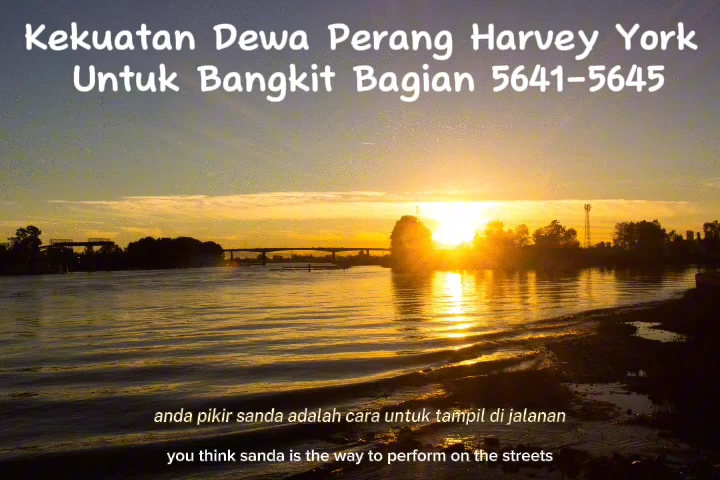 Kekuatan Dewa Perang Harvey York
Untuk Bangkit Bagian 5641-5645
anda pikir sanda adalah cara untuk tampil di jalanan
you think sanda is the way to perform on the streets